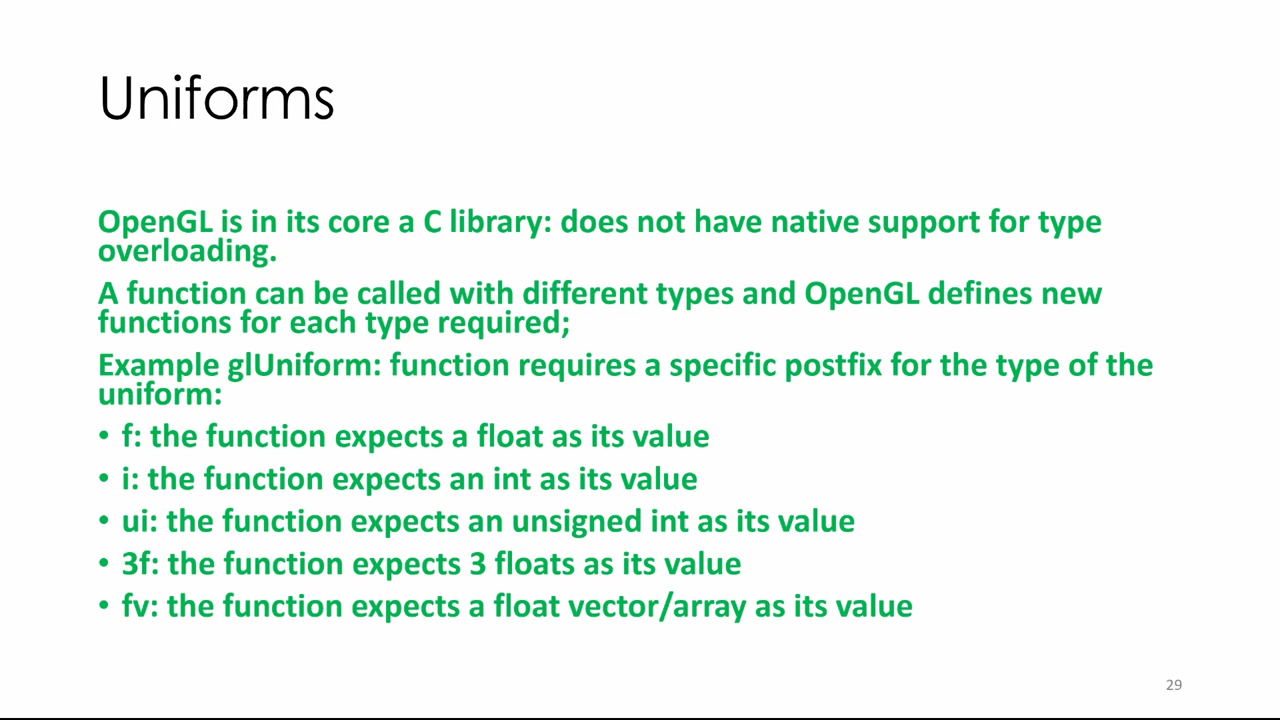 Uniforms
OpenGL is in its core a C library: does not have native support for type
overloading.
A function can be called with different types and OpenGL defines new
functions for each type required;
Example glUniform: function requires a specific postfix for the type of the
uniform:
• f: the function expects a float as its value
• i: the function expects an int as its value
• ui: the function expects an unsigned int as its value
• 3f: the function expects 3 floats as its value
• fv: the function expects a float vector/array as its value
29